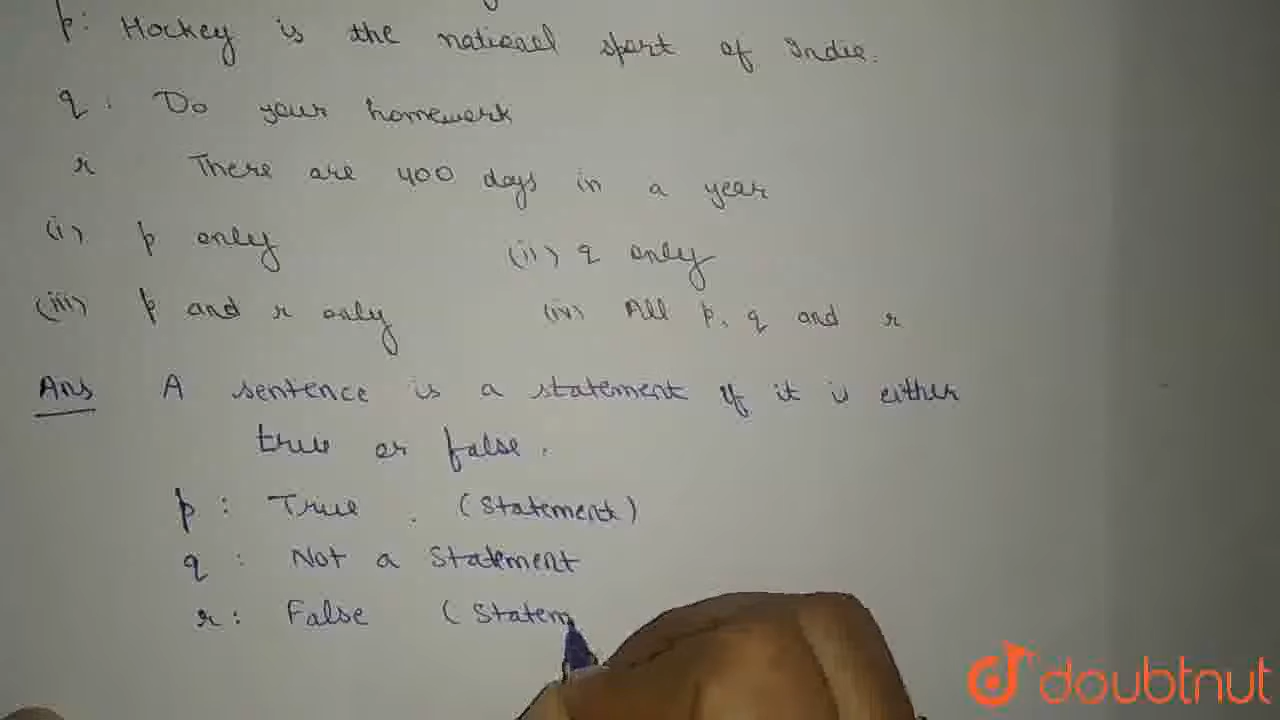 p: Hockey is the national sport of India.
q. Do your homework
r There are 400 days in a year
(i) p only (ii) q only
(iii) p and r only (iv) All p, q and r
Ans A sentence is a statement if it is either
true or false.
p: True. (Statement)
q: Not a Statement
r: False (Statem
doubtnut